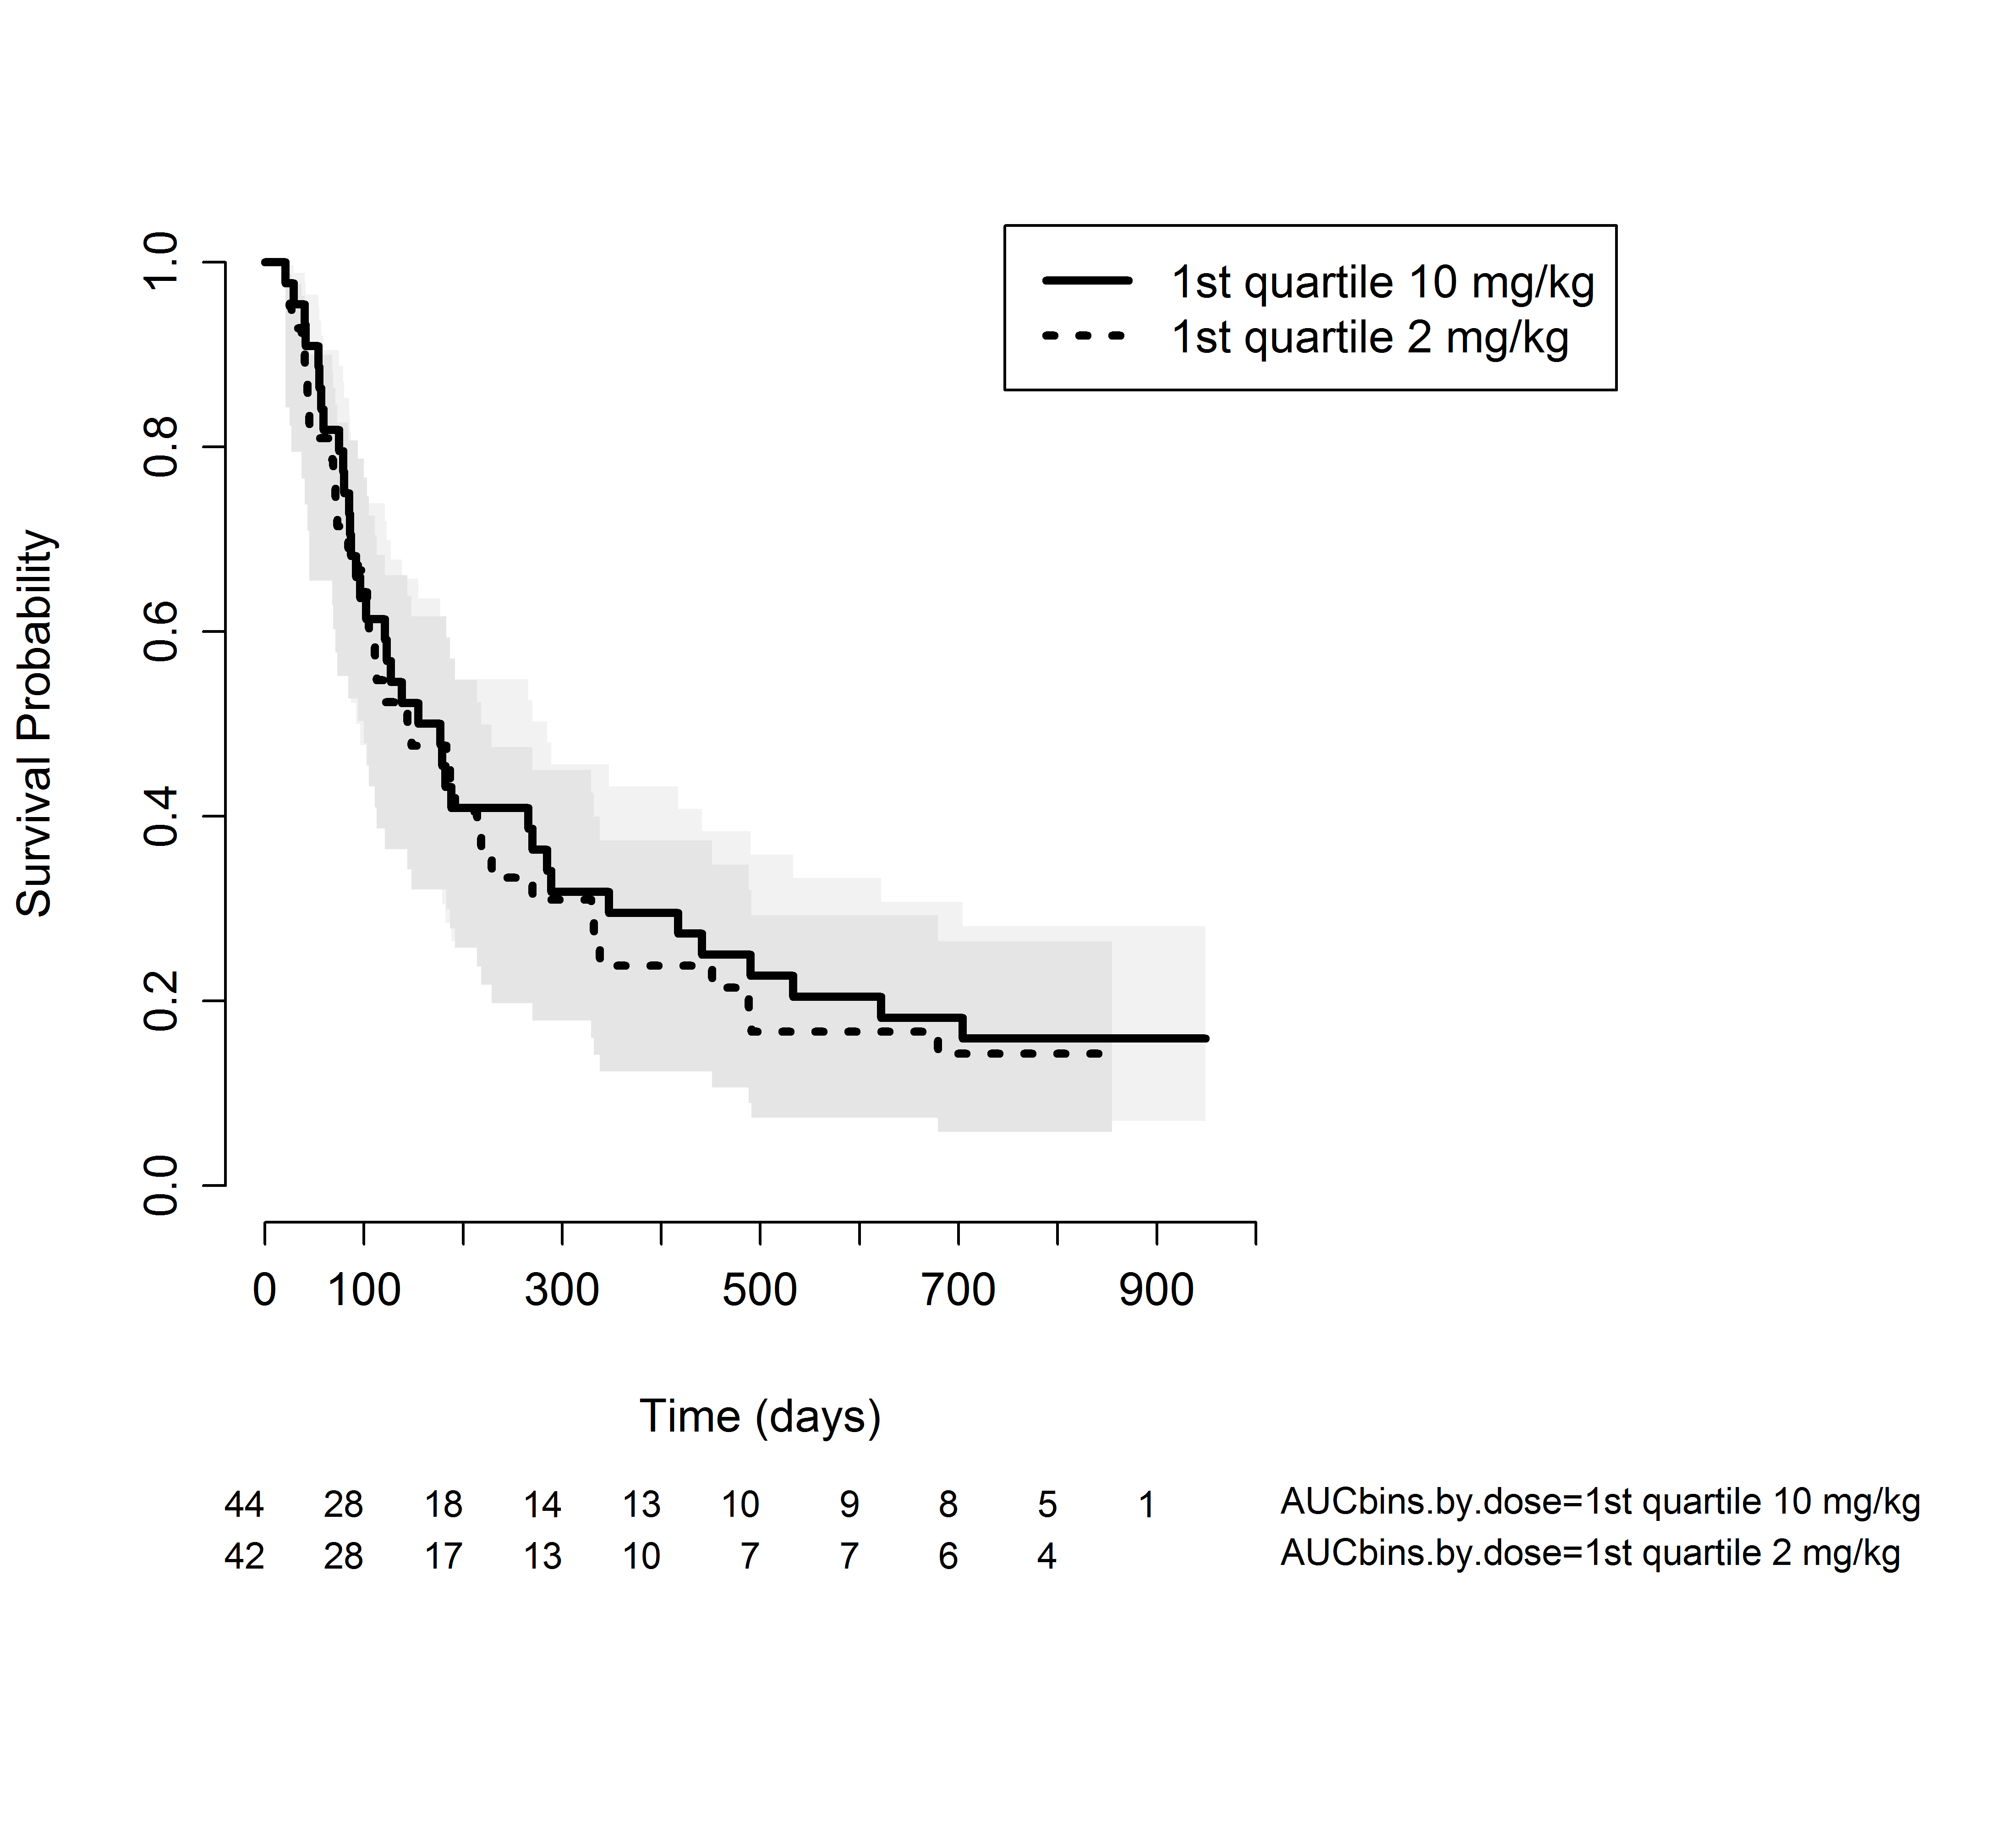 1st quartile 10 mg/kg
1st quartile 2 mg/kg
Survival Probability
1.0
0.8
0.6
0.4
0.2
0.0
0 100 300 500 700 900
Time (days)
44 28 18 14 13 10 9 8 5 1 AUCbins.by.dose=1st quartile 10 mg/kg
42 28 17 13 10 7 7 6 4 AUCbins.by.dose=1st quartile 2 mg/kg